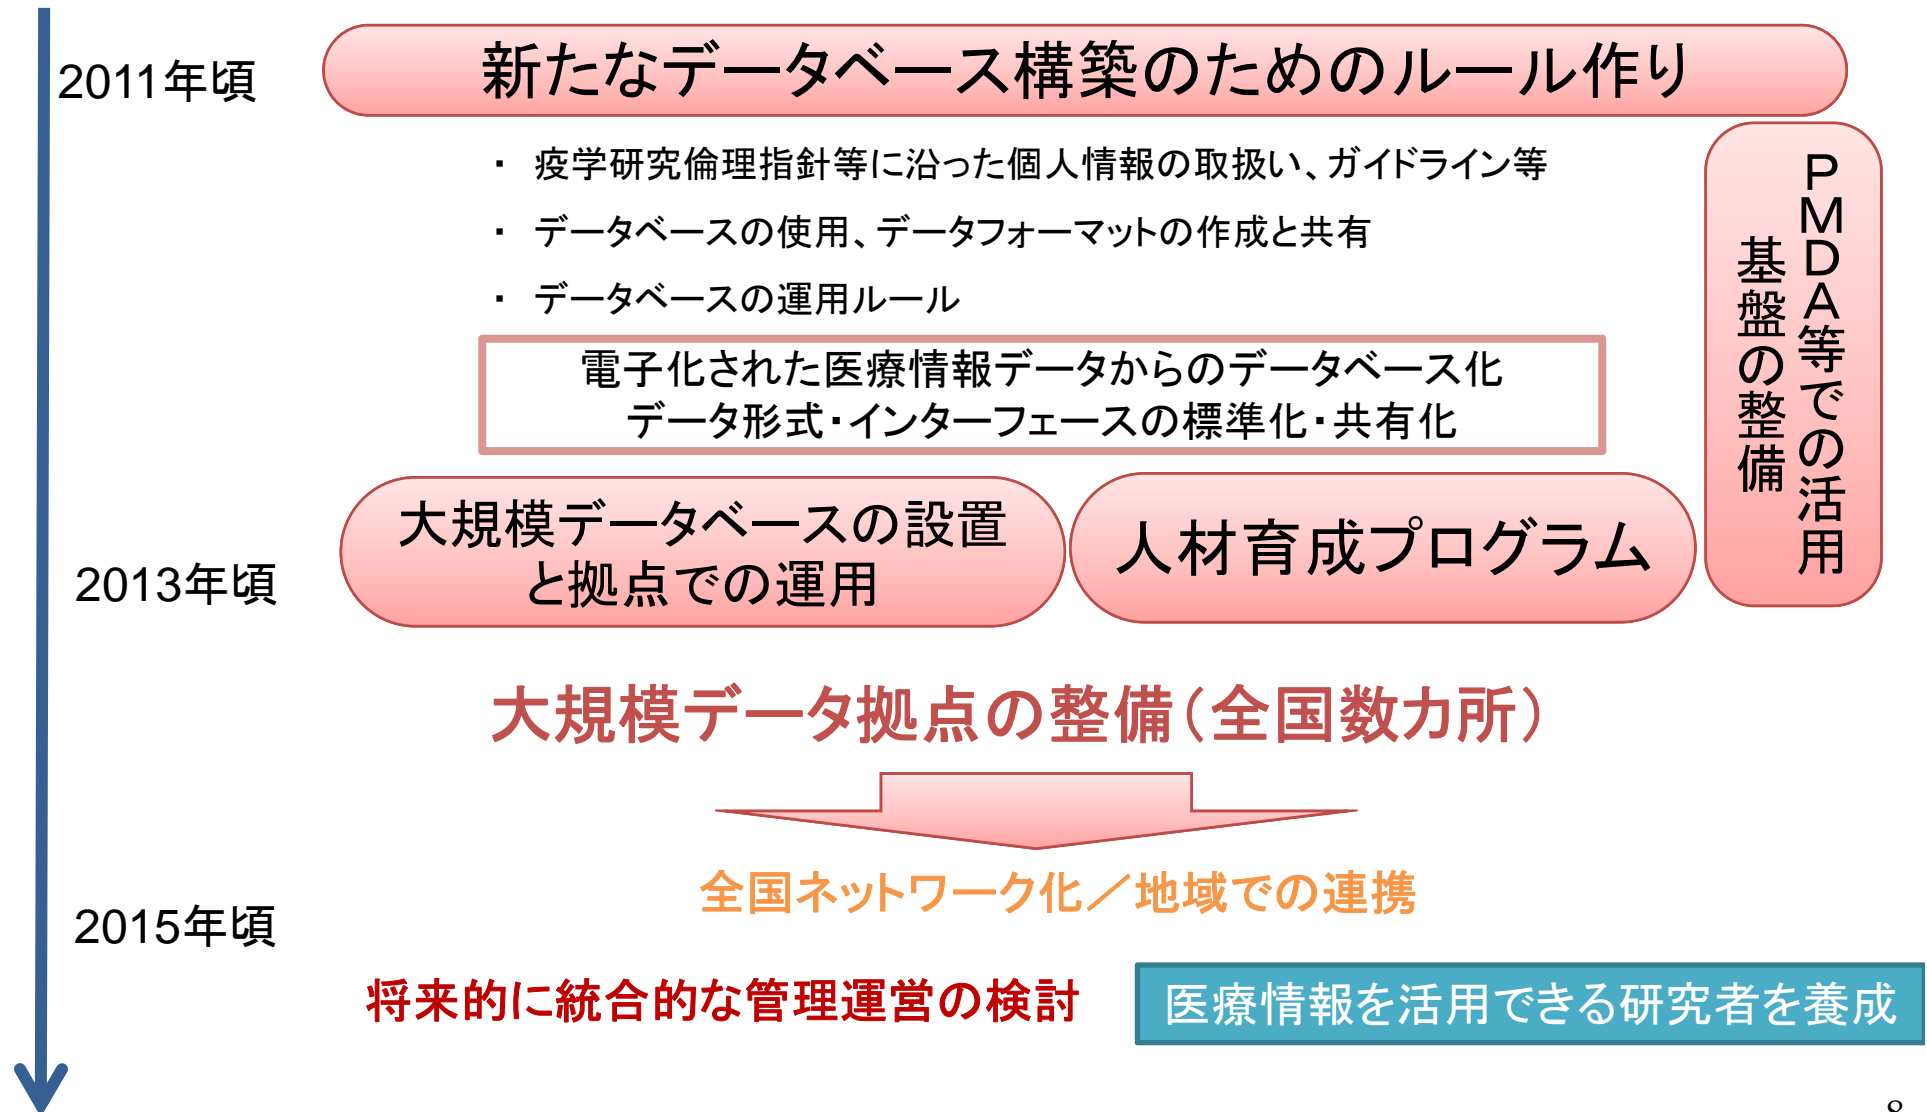 2011年頃
新たなデータベース構築のためのルール作り
・ 疫学研究倫理指針等に沿った個人情報の取扱い、ガイドライン等
・ データベースの使用、データフォーマットの作成と共有
・ データベースの運用ルール
電子化された医療情報データからのデータベース化
データ形式・インターフェースの標準化・共有化
ＰＭＤＡ等での活用
基盤の整備
2013年頃
大規模データベースの設置
と拠点での運用
人材育成プログラム
大規模データ拠点の整備（全国数カ所）
全国ネットワーク化／地域での連携
2015年頃
将来的に統合的な管理運営の検討
医療情報を活用できる研究者を養成
8